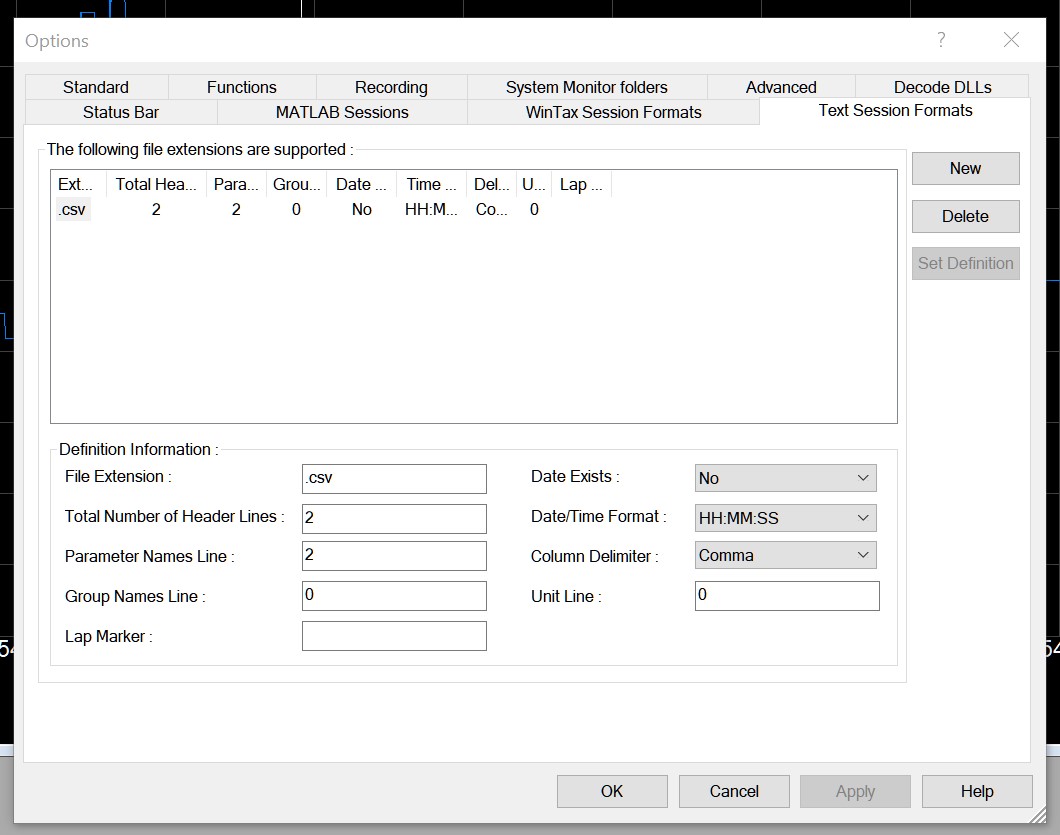 Options
Standard Functions Recording System Monitor folders Advanced Decode DLLs
Status Bar MATLAB Sessions WinTax Session Formats Text Session Formats
The following file extensions are supported :
Ext... Total Hea... Para... Grou... Date ... Time ... Del... U... Lap ...
.csv 2 2 0 No HH:M... Co... 0
New
Delete
Set Definition
Definition Information :
File Extension : .csv Date Exists : No
Total Number of Header Lines : 2 Date/Time Format : HH:MM:SS
Parameter Names Line : 2 Column Delimiter : Comma
Group Names Line : 0 Unit Line : 0
Lap Marker :
54 54
OK Cancel Apply Help